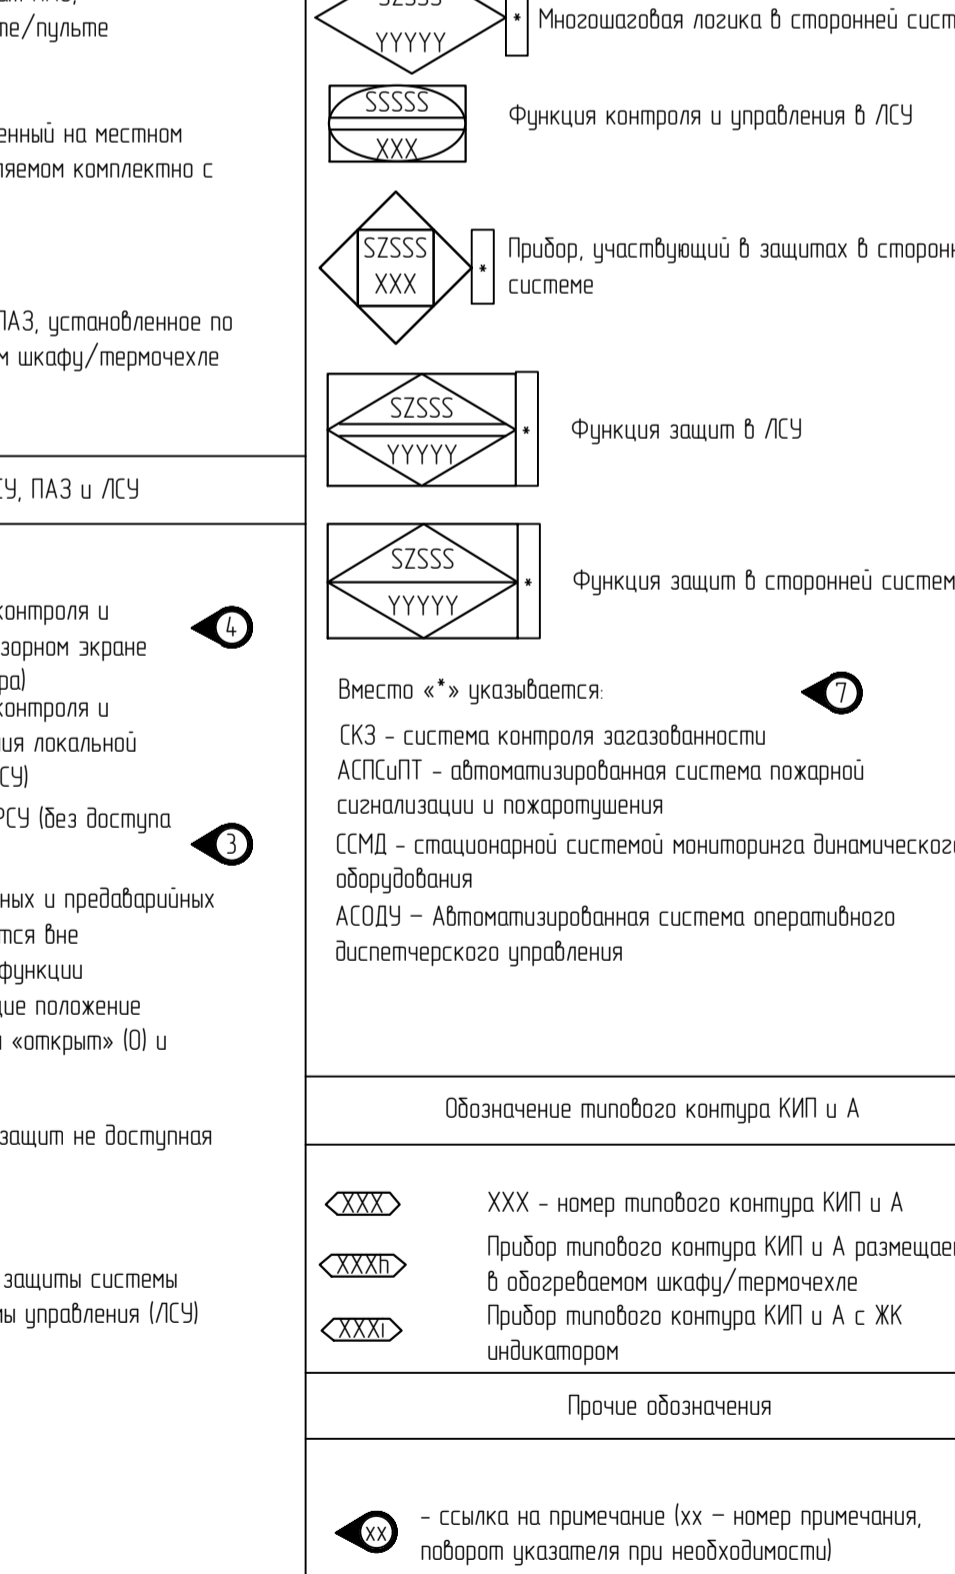 те/пульте
енный на местном
ляемом комплектно с
ПАЗ, установленное по
м шкафу/термочехле
СУ, ПАЗ и ЛСУ
контроля и
зорном экране
ра)
контроля и
ия локальной
СУ)
4
РСУ (без доступа
3
ных и предаварийных
тся вне
функции
щие положение
«открыт» (О) и
защит не доступная
защиты системы
мы управления (ЛСУ)
SZSSS
YYYYY
* Многошаговая логика в сторонней сист
SSSSS
XXX
Функция контроля и управления в ЛСУ
SZSSS
XXX
*
Прибор, участвующий в защитах в сторон
системе
SZSSS
YYYYY
*
Функция защит в ЛСУ
SZSSS
YYYYY
*
Функция защит в сторонней систем
Вместо «*» указывается:
7
СКЗ - система контроля загазованности
АСПСиПТ - автоматизированная система пожарной
сигнализации и пожаротушения
ССМД - стационарной системой мониторинга динамического
оборудования
АСОДУ – Автоматизированная система оперативного
диспетчерского управления
Обозначение типового контура КИП и А
XXX
XXX - номер типового контура КИП и А
XXXh
Прибор типового контура КИП и А размещае
в обогреваемом шкафу/термочехле
XXXi
Прибор типового контура КИП и А с ЖК
индикатором
Прочие обозначения
xx
- ссылка на примечание (xx – номер примечания,
поворот указателя при необходимости)